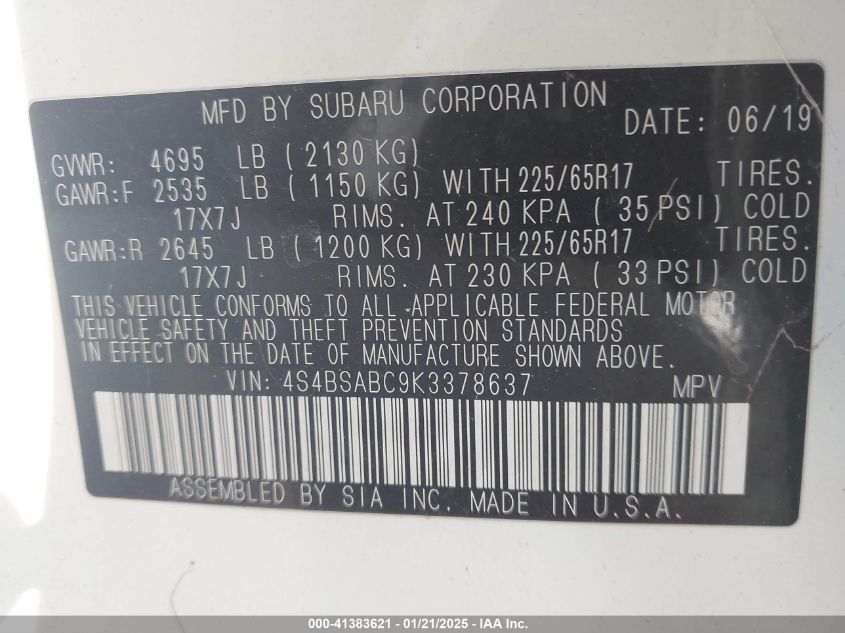 MFD BY SUBARU CORPORATION
DATE: 06/19
GVWR: 4695 LB ( 2130 KG)
GAWR:F 2535 LB ( 1150 KG) WITH 225/65R17 TIRES.
17X7J RIMS. AT 240 KPA ( 35 PSI) COLD
GAWR:R 2645 LB ( 1200 KG) WITH 225/65R17 TIRES.
17X7J RIMS. AT 230 KPA ( 33 PSI) COLD
THIS VEHICLE CONFORMS TO ALL APPLICABLE FEDERAL MOTOR
VEHICLE SAFETY AND THEFT PREVENTION STANDARDS
IN EFFECT ON THE DATE OF MANUFACTURE SHOWN ABOVE.
VIN: 4S4BSABC9K3378637 MPV
ASSEMBLED BY SIA INC. MADE IN U.S.A.
000-41383621 - 01/21/2025 - IAA Inc.